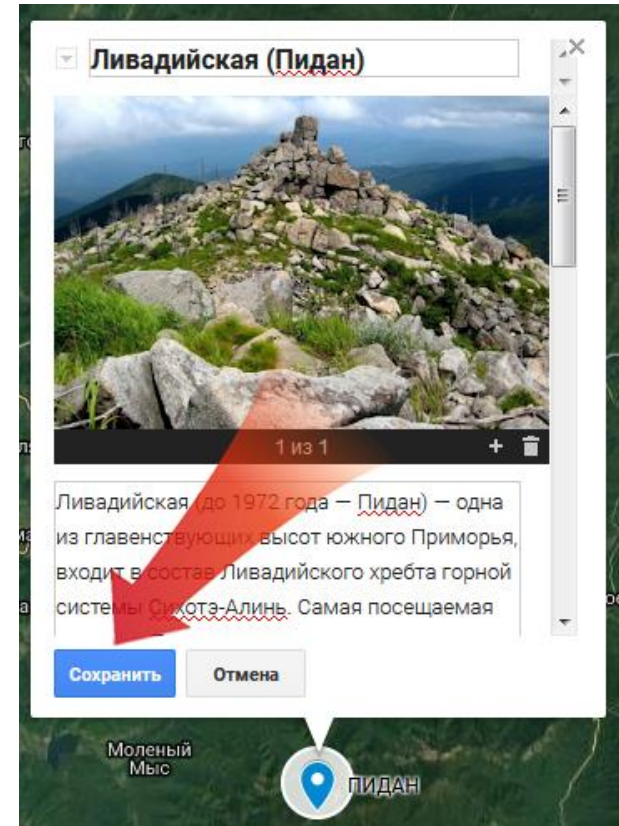 Ливадийская (Пидан)
1 из 1
Ливадийская (до 1972 года — Пидан) — одна
из главенствующих высот южного Приморья,
входит в состав Ливадийского хребта горной
системы Сихотэ-Алинь. Самая посещаемая
Сохранить
Отмена
Моленый
Мыс
ПИДАН